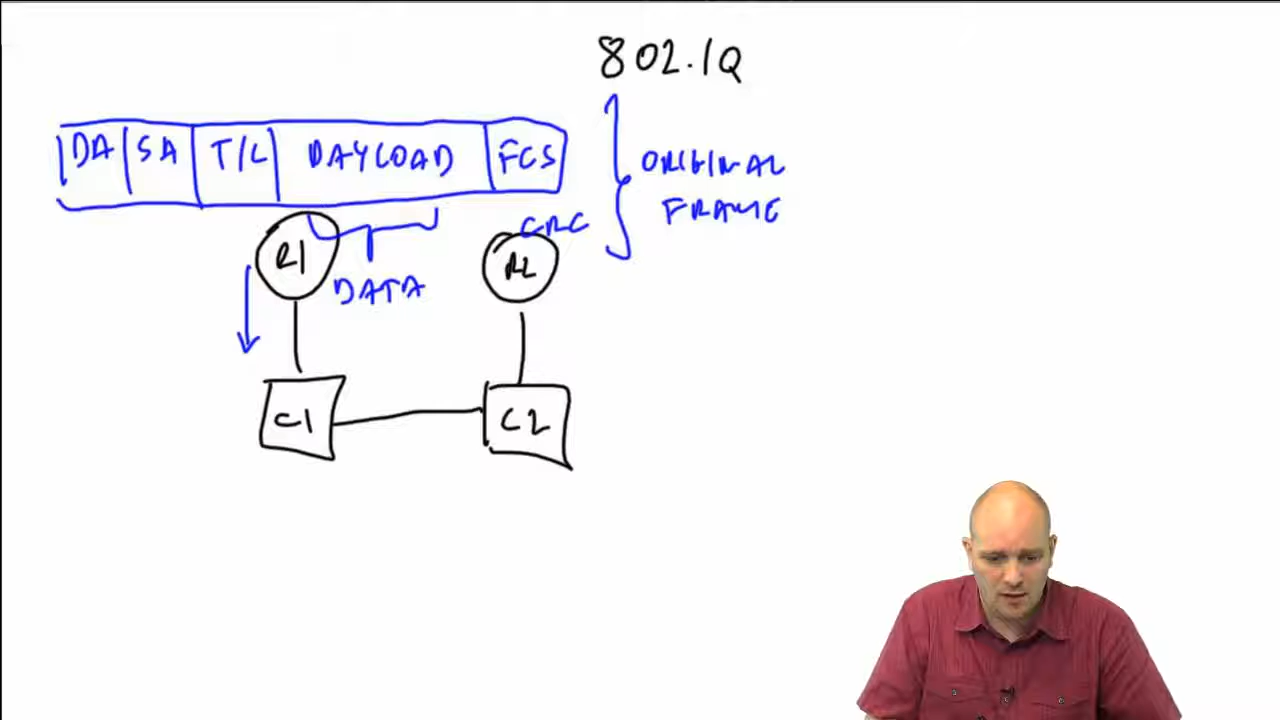 802.1Q
DA SA T/L PAYLOAD FCS
ORIGINAL
FRAME
CRC
R1 R2
DATA
C1 C2